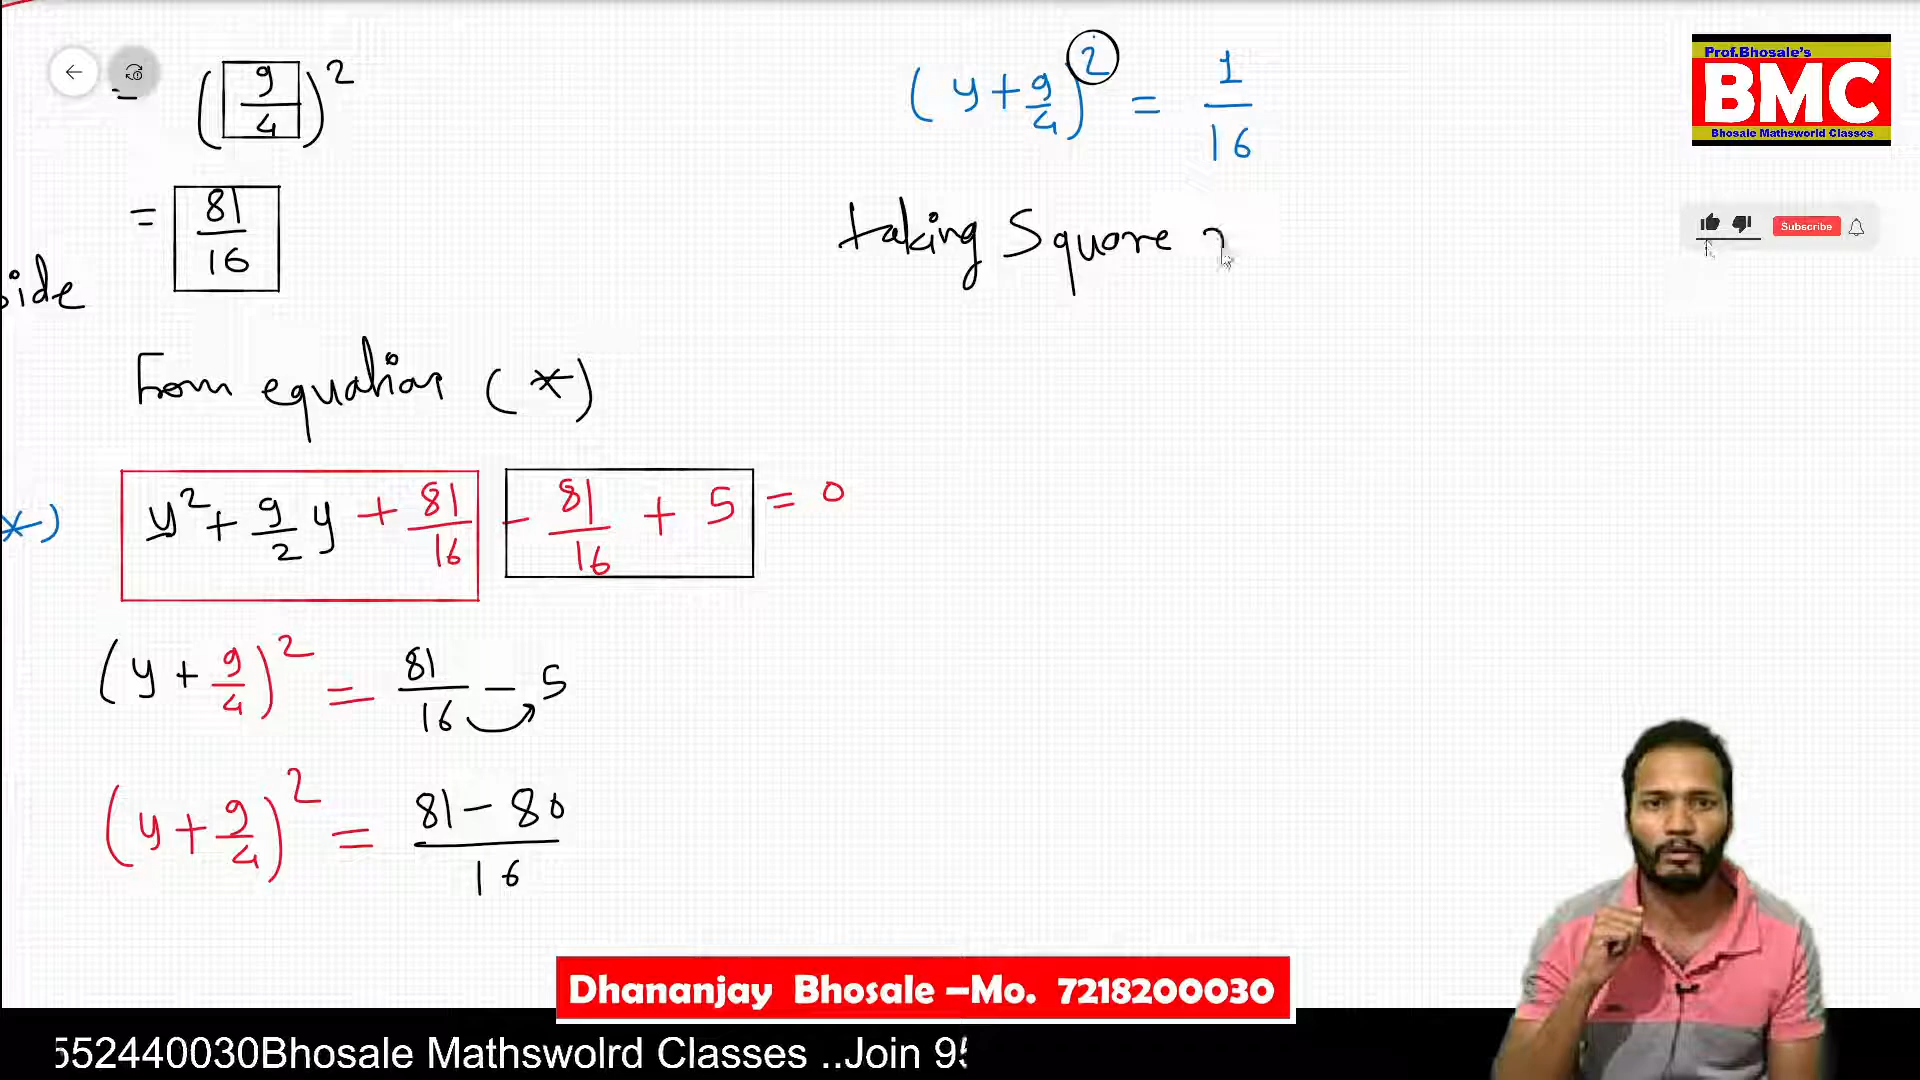 = (9/4)²
= 81/16
side
From equation (*)
*)
y² + 9/2 y + 81/16 - 81/16 + 5 = 0
(y + 9/4)² = 81/16 - 5
(y + 9/4)² = 81 - 80 / 16
(y + 9/4)² = 1/16
taking Square
Prof.Bhosale's
BMC
Bhosale Mathsworld Classes
Subscribe
Dhananjay Bhosale –Mo. 7218200030
552440030Bhosale Mathswolrd Classes ..Join 95